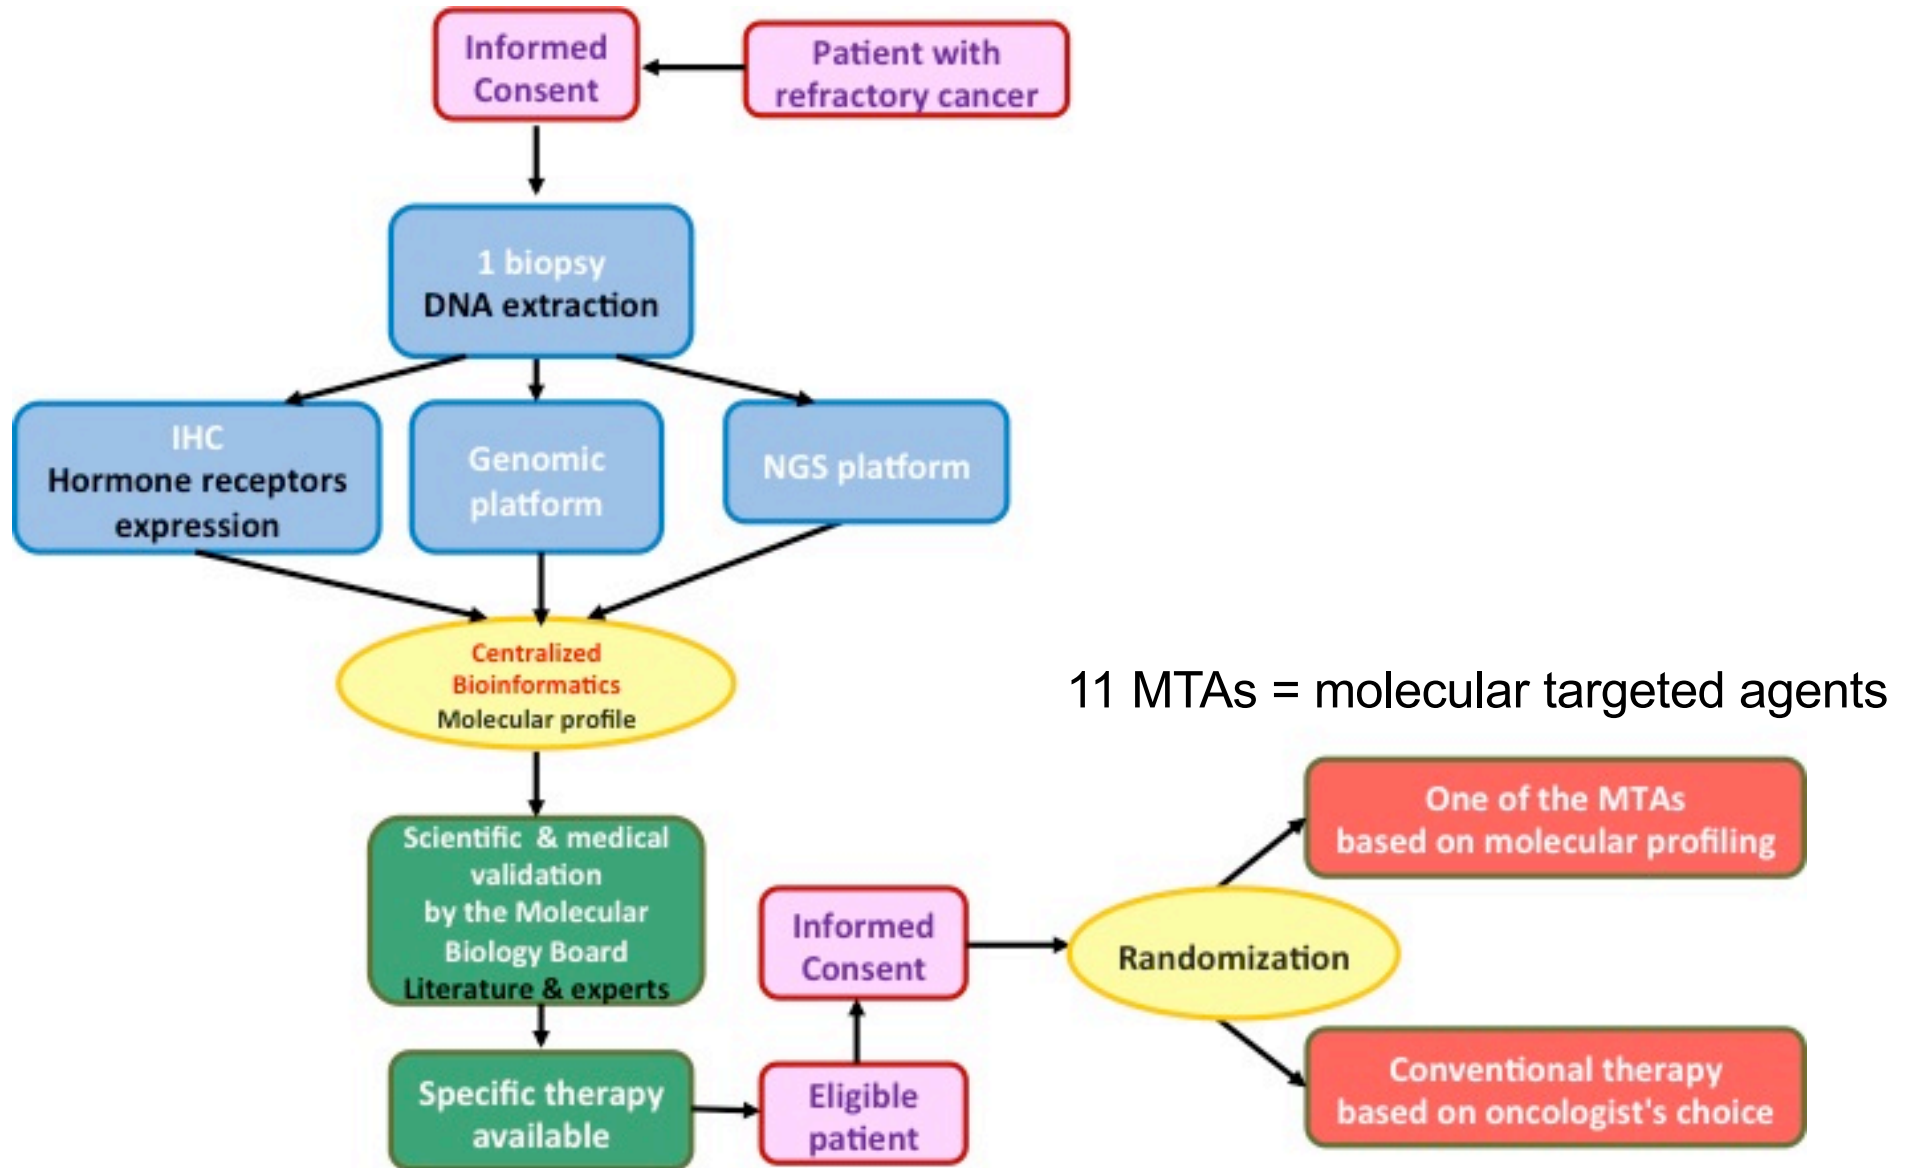 Informed
Consent
Patient with
refractory cancer
1 biopsy
DNA extraction
IHC
Hormone receptors
expression
Genomic
platform
NGS platform
Centralized
Bioinformatics
Molecular profile
11 MTAs = molecular targeted agents
Scientific & medical
validation
by the Molecular
Biology Board
Literature & experts
Specific therapy
available
Eligible
patient
Informed
Consent
Randomization
One of the MTAs
based on molecular profiling
Conventional therapy
based on oncologist's choice